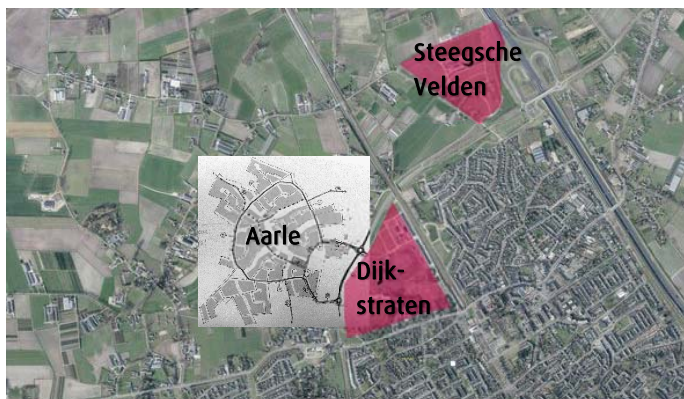 Steegsche
Velden
Aarle
Dijk-
straten